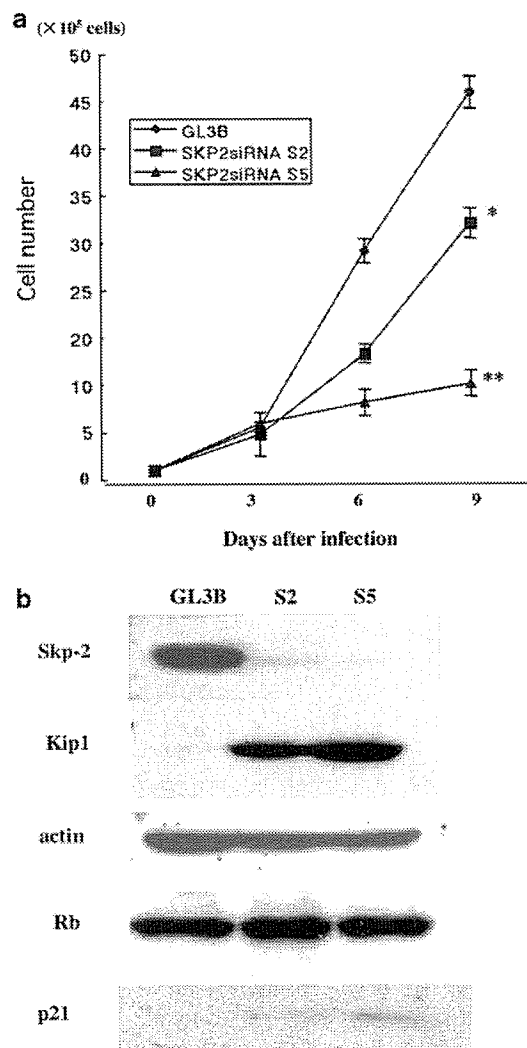 a (×10⁵ cells)
50
45
40
35
30
25
20
15
10
5
0
Cell number
GL3B
SKP2siRNA S2
SKP2siRNA S5
*
**
0 3 6 9
Days after infection
b GL3B S2 S5
Skp-2
Kip1
actin
Rb
p21